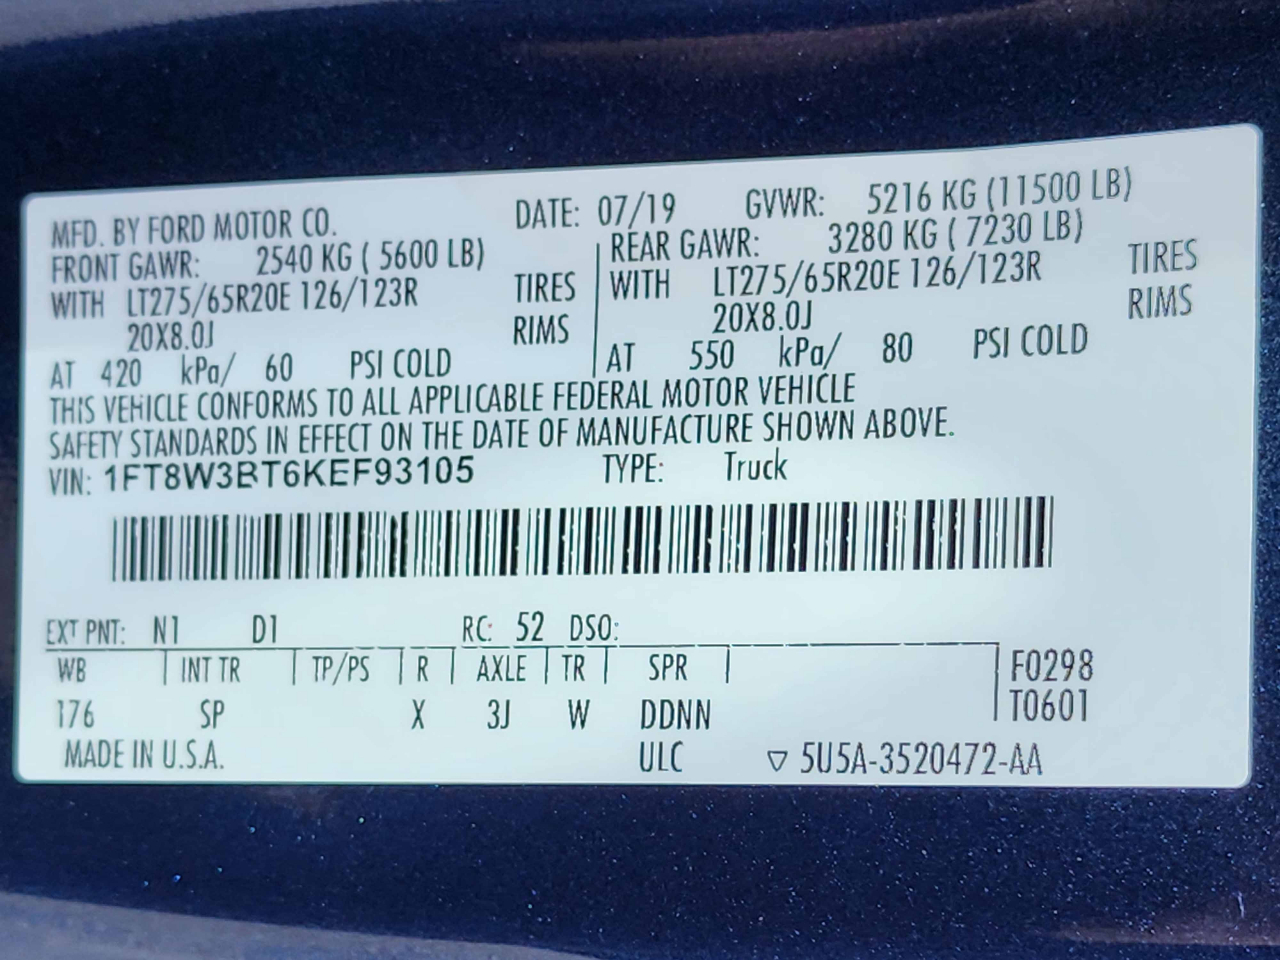 MFD. BY FORD MOTOR CO. DATE: 07/19 GVWR: 5216 KG (11500 LB)
FRONT GAWR: 2540 KG ( 5600 LB) REAR GAWR: 3280 KG ( 7230 LB)
WITH LT275/65R20E 126/123R TIRES WITH LT275/65R20E 126/123R TIRES
20X8.0J RIMS 20X8.0J RIMS
AT 420 kPa/ 60 PSI COLD AT 550 kPa/ 80 PSI COLD
THIS VEHICLE CONFORMS TO ALL APPLICABLE FEDERAL MOTOR VEHICLE
SAFETY STANDARDS IN EFFECT ON THE DATE OF MANUFACTURE SHOWN ABOVE.
VIN: 1FT8W3BT6KEF93105 TYPE: Truck
EXT PNT: N1 D1 RC: 52 DSO:
WB INT TR TP/PS R AXLE TR SPR F0298
176 SP X 3J W DDNN T0601
MADE IN U.S.A. ULC ▽ 5U5A-3520472-AA